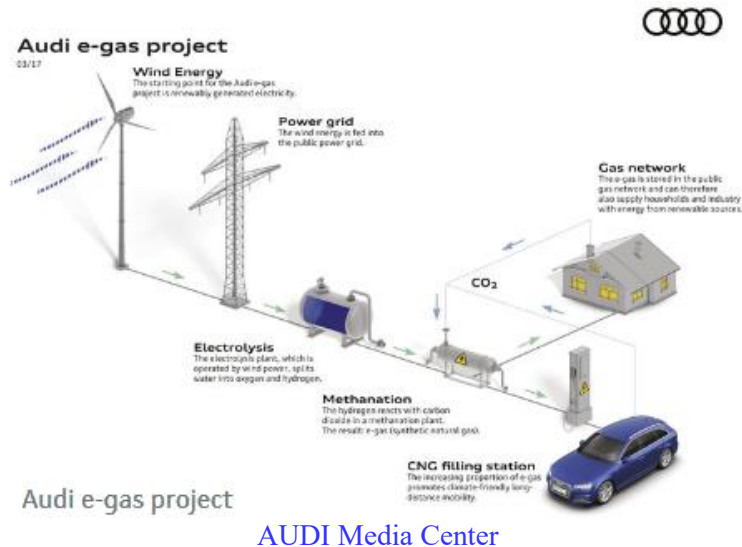 Audi e-gas project
03/17
Wind Energy
The starting point for the Audi e-gas
project is renewably generated electricity.
Power grid
The wind energy is fed into
the public power grid.
Gas network
The e-gas is stored in the public
gas network and can therefore
also supply households and industry
with energy from renewable sources.
CO₂
Electrolysis
The electrolysis plant, which is
operated by wind power, splits
water into oxygen and hydrogen.
Methanation
The hydrogen reacts with carbon
dioxide in a methanation plant.
The result: e-gas (synthetic natural gas).
CNG filling station
The increasing proportion of e-gas
promotes climate-friendly long-
distance mobility.
Audi e-gas project
AUDI Media Center